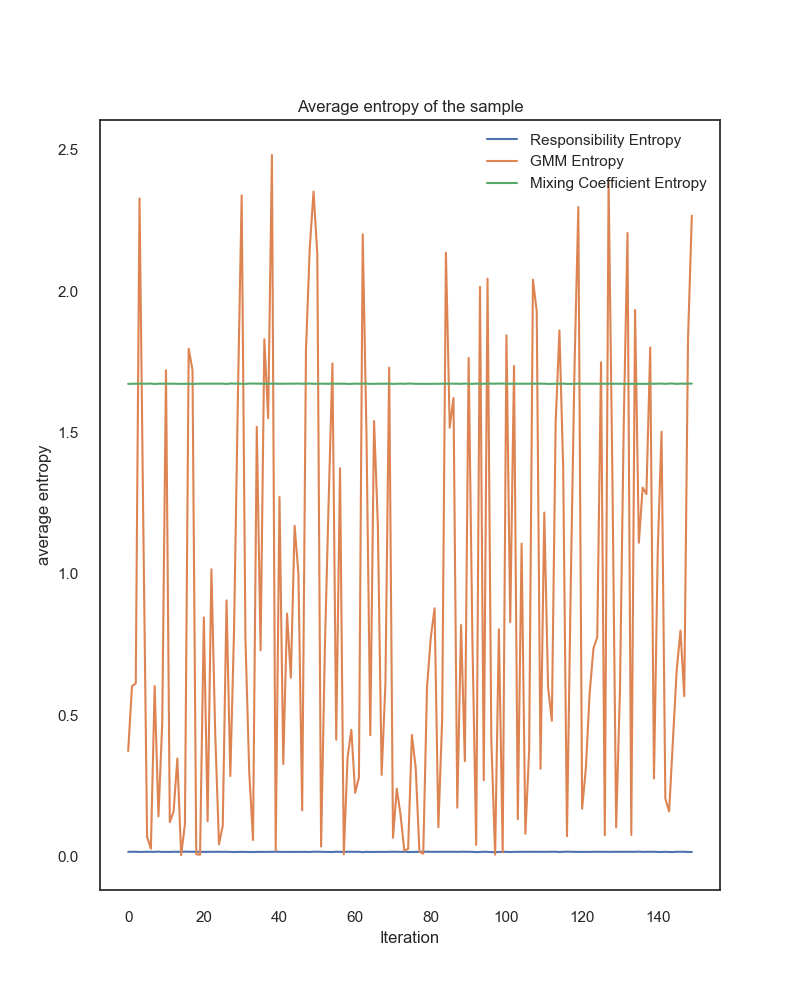 Average entropy of the sample
Responsibility Entropy
GMM Entropy
Mixing Coefficient Entropy
2.5
2.0
1.5
1.0
0.5
0.0
average entropy
0 20 40 60 80 100 120 140
Iteration